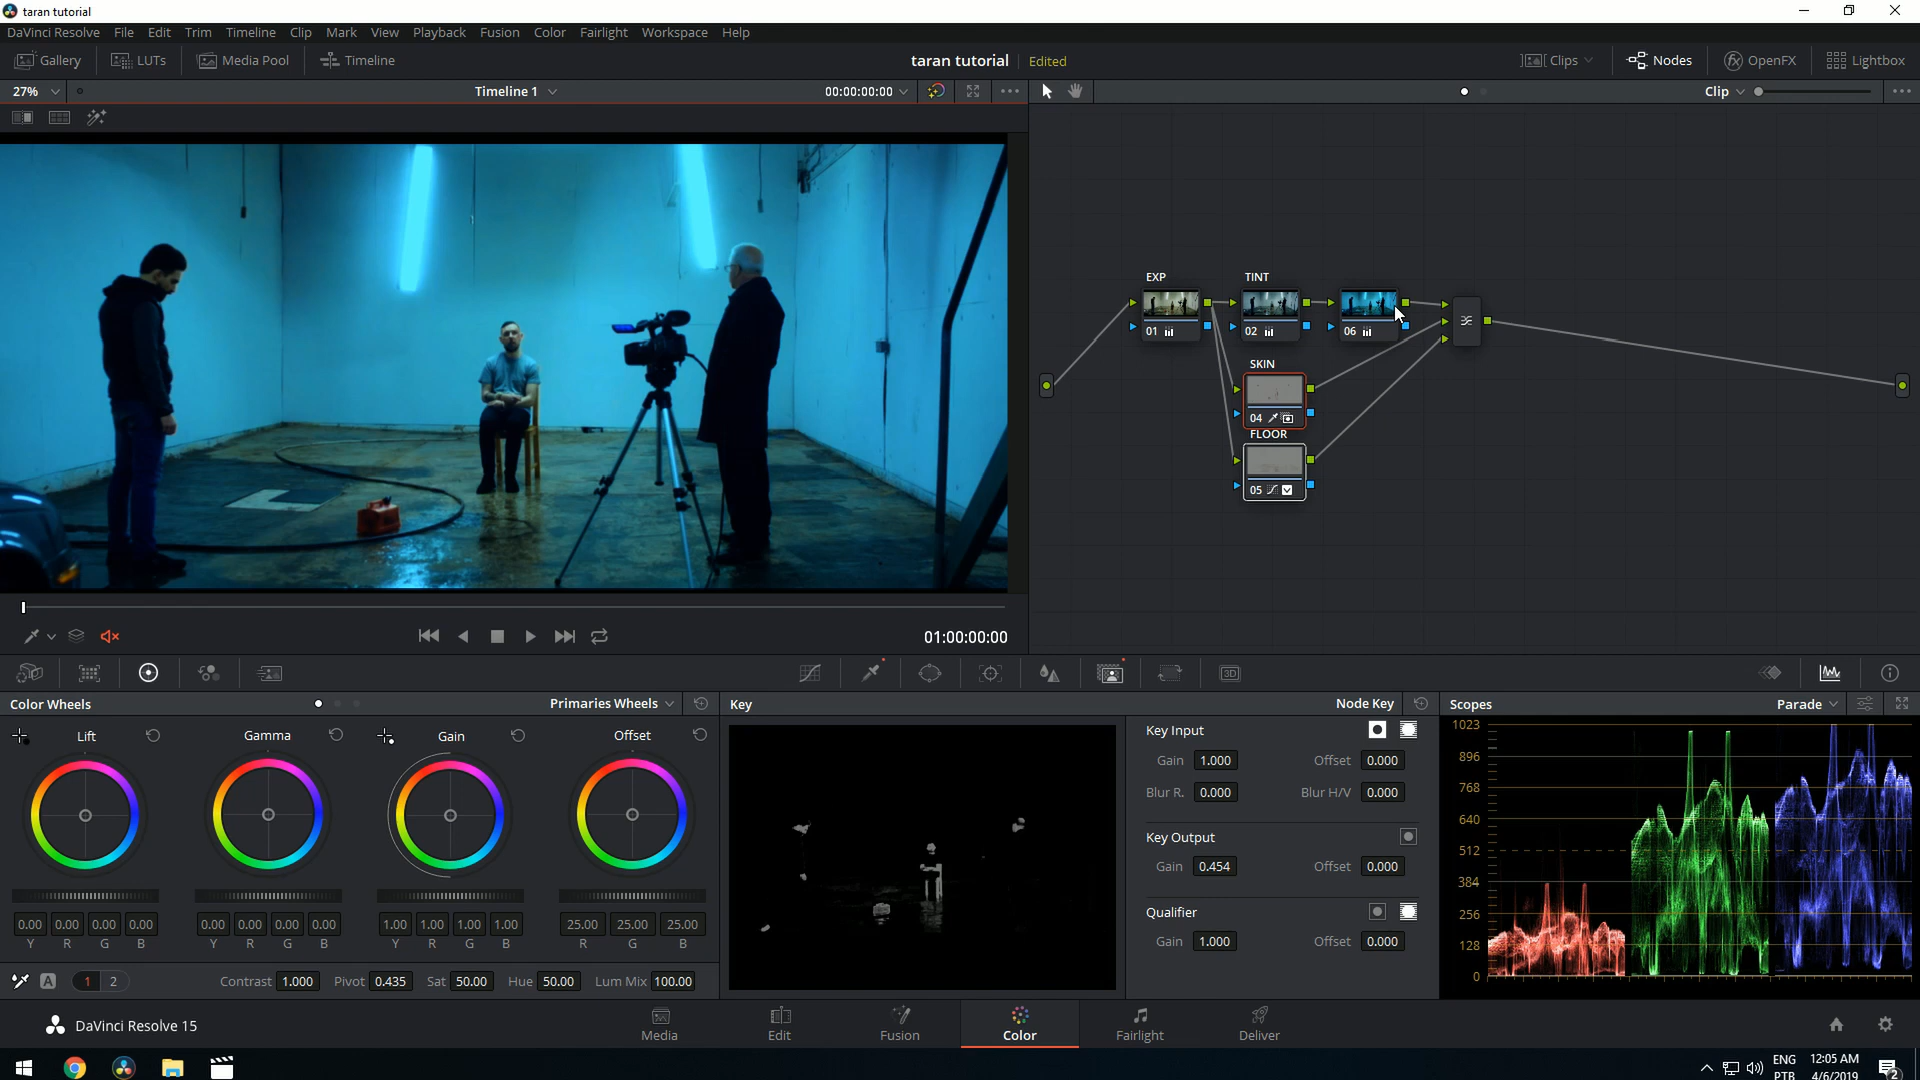 taran tutorial
DaVinci Resolve File Edit Trim Timeline Clip Mark View Playback Fusion Color Fairlight Workspace Help
Gallery LUTs Media Pool Timeline taran tutorial Edited Clips Nodes OpenFX Lightbox
27% Timeline 1 00:00:00:00 Clip
EXP TINT
01 02 06
SKIN
04
FLOOR
05
01:00:00:00
3D
Color Wheels Primaries Wheels Key Node Key Scopes Parade
Lift Gamma Gain Offset
0.00 0.00 0.00 0.00 0.00 0.00 0.00 0.00 1.00 1.00 1.00 1.00 25.00 25.00 25.00
Y R G B Y R G B Y R G B R G B
A 1 2 Contrast 1.000 Pivot 0.435 Sat 50.00 Hue 50.00 Lum Mix 100.00
Key Input
Gain 1.000 Offset 0.000
Blur R. 0.000 Blur H/V 0.000
Key Output
Gain 0.454 Offset 0.000
Qualifier
Gain 1.000 Offset 0.000
1023
896
768
640
512
384
256
128
0
DaVinci Resolve 15 Media Edit Fusion Color Fairlight Deliver
ENG 12:05 AM
PTB 4/6/2019 2